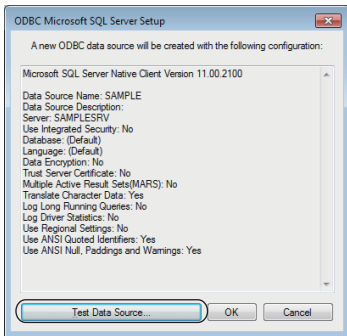 ODBC Microsoft SQL Server Setup
A new ODBC data source will be created with the following configuration:
Microsoft SQL Server Native Client Version 11.00.2100
Data Source Name: SAMPLE
Data Source Description:
Server: SAMPLESRV
Use Integrated Security: No
Database: (Default)
Language: (Default)
Data Encryption: No
Trust Server Certificate: No
Multiple Active Result Sets(MARS): No
Translate Character Data: Yes
Log Long Running Queries: No
Log Driver Statistics: No
Use Regional Settings: No
Use ANSI Quoted Identifiers: Yes
Use ANSI Null, Paddings and Warnings: Yes
Test Data Source... OK Cancel